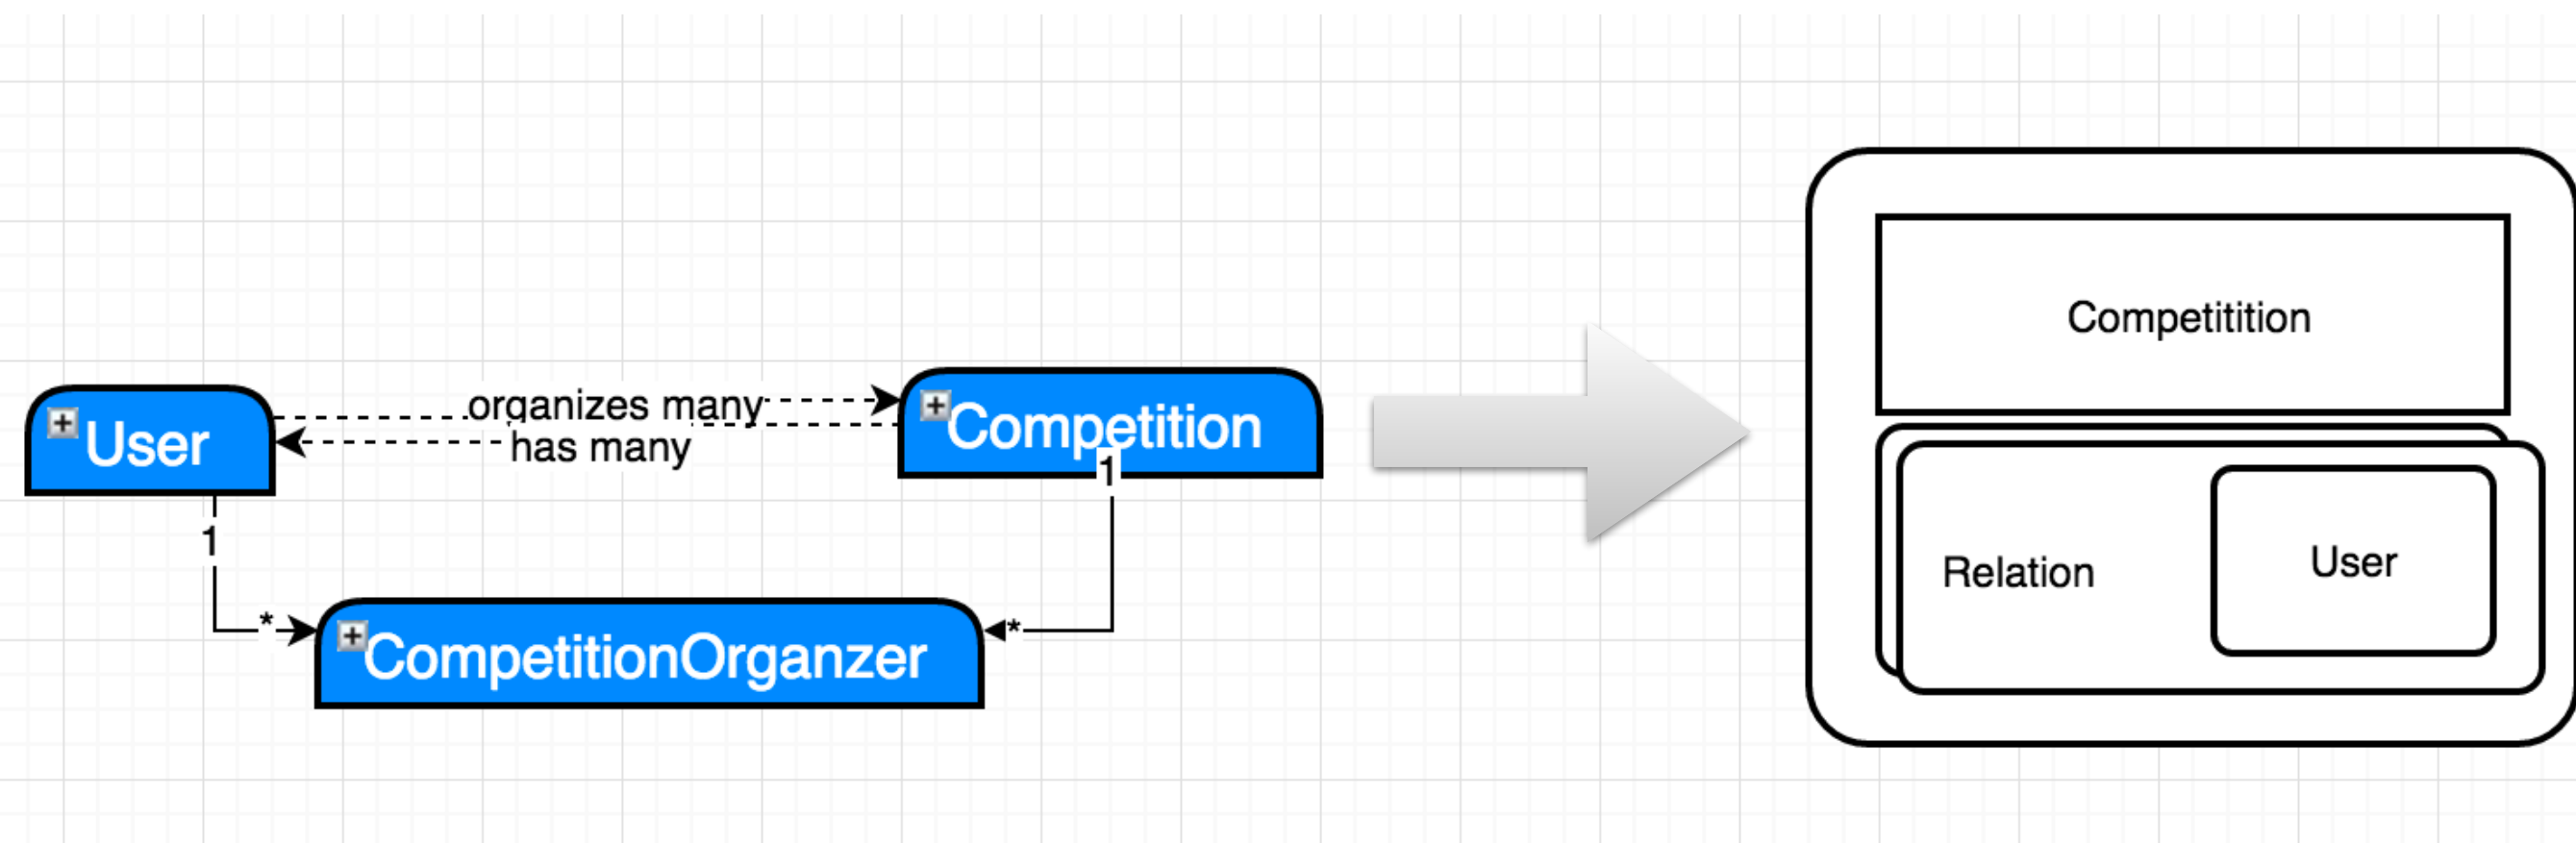 organizes many
has many
User
Competition
1
1
*
*
CompetitionOrganzer
Competitition
Relation
User